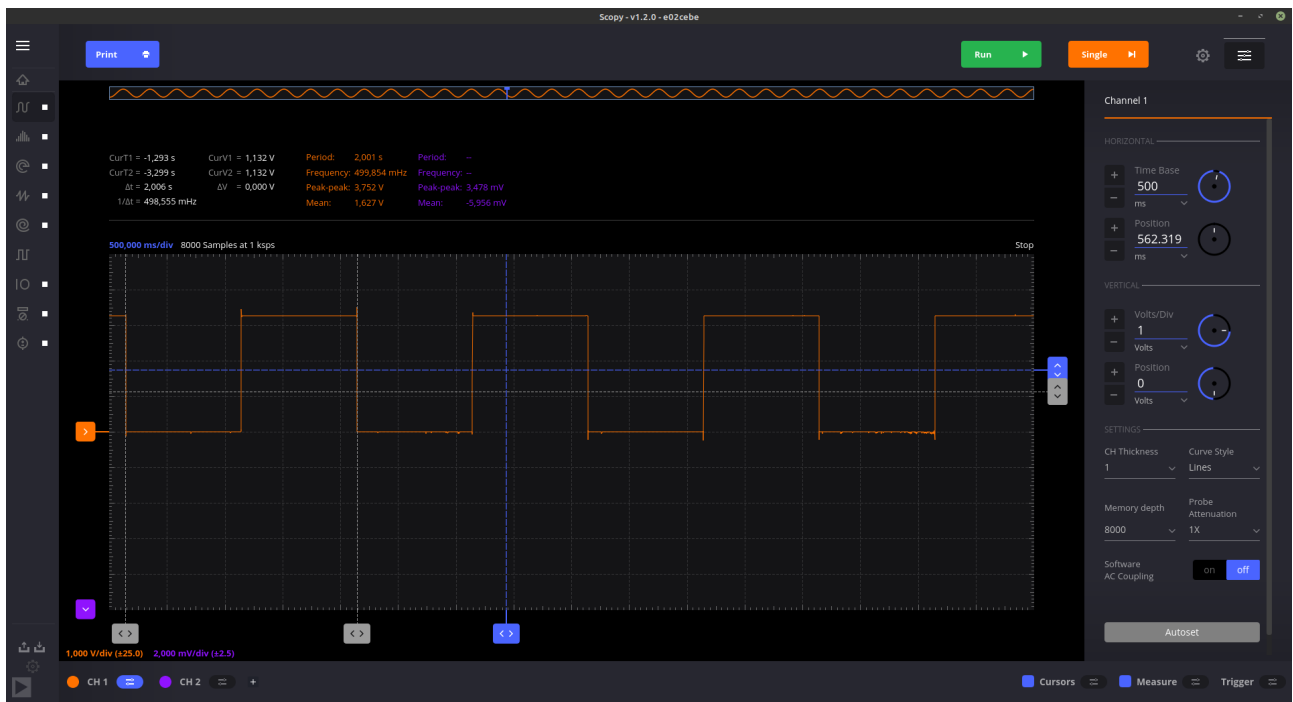 Scopy - v1.2.0 - e02cebe
Print
Run
Single
CurT1 = -1,293 s CurV1 = 1,132 V Period: 2,001 s Period: --
CurT2 = -3,299 s CurV2 = 1,132 V Frequency: 499,854 mHz Frequency: --
Δt = 2,006 s ΔV = 0,000 V Peak-peak: 3,752 V Peak-peak: 3,478 mV
1/Δt = 498,555 mHz Mean: 1,627 V Mean: -5,956 mV
500,000 ms/div 8000 Samples at 1 ksps Stop
1,000 V/div (±25.0) 2,000 mV/div (±2.5)
CH 1 CH 2 +
Cursors Measure Trigger
Channel 1
HORIZONTAL
Time Base
500
ms
Position
562.319
ms
VERTICAL
Volts/Div
1
Volts
Position
0
Volts
SETTINGS
CH Thickness Curve Style
1 Lines
Memory depth Probe Attenuation
8000 1X
Software AC Coupling on off
Autoset